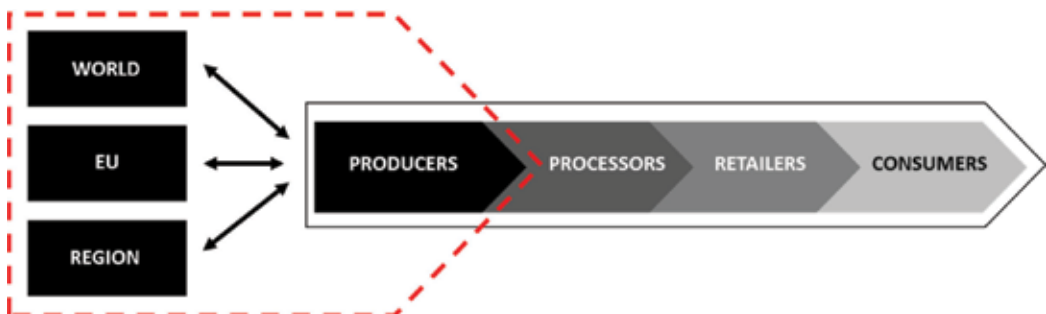 WORLD
EU
REGION
PRODUCERS
PROCESSORS
RETAILERS
CONSUMERS